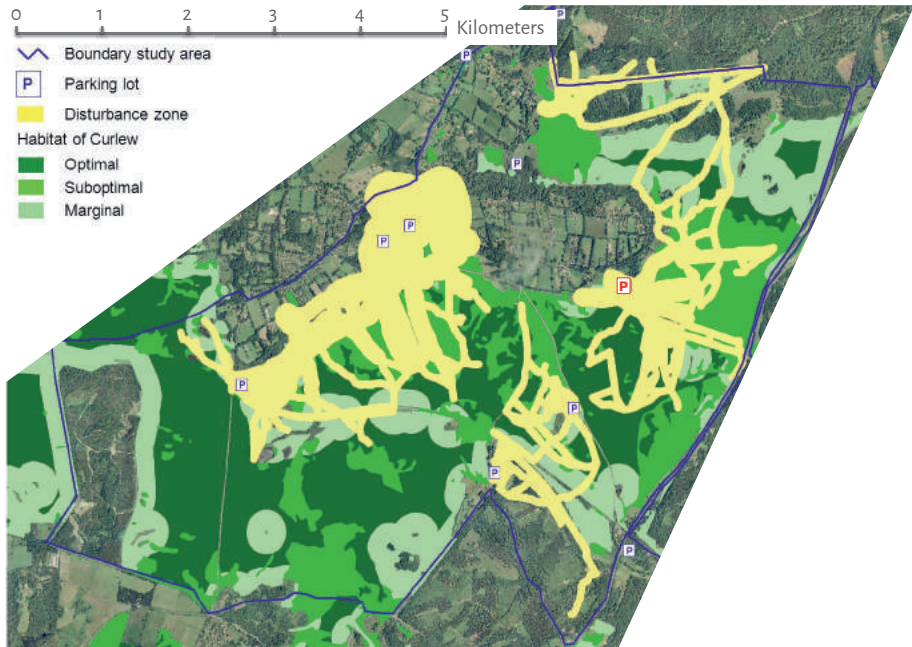 0 1 2 3 4 5 Kilometers
Boundary study area
P Parking lot
Disturbance zone
Habitat of Curlew
Optimal
Suboptimal
Marginal
P
P
P
P
P
P
P
P
P
P